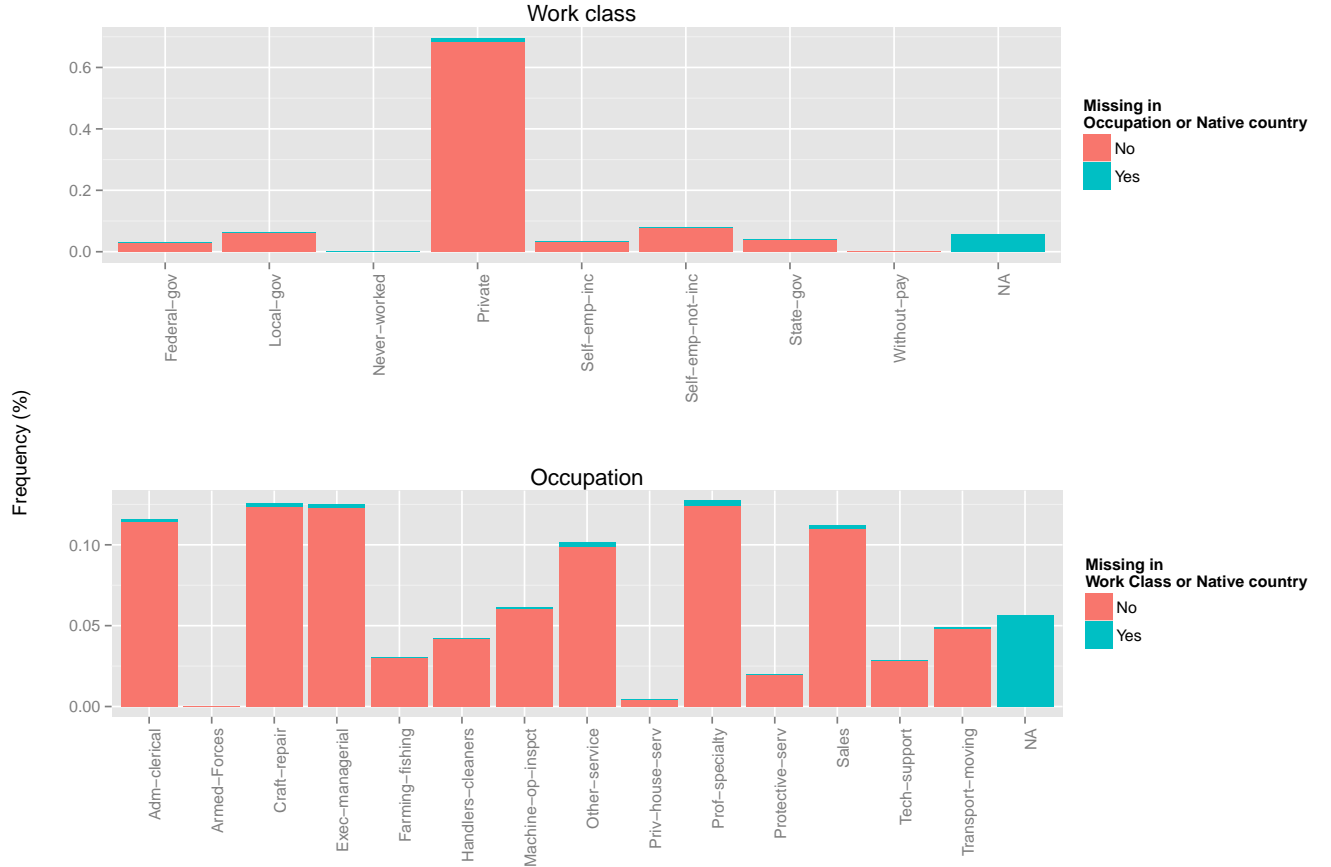 Work class
0.6
0.4
0.2
0.0
Federal−gov
Local−gov
Never−worked
Private
Self−emp−inc
Self−emp−not−inc
State−gov
Without−pay
NA
Missing in
Occupation or Native country
No
Yes
Frequency (%)
Occupation
0.10
0.05
0.00
Adm−clerical
Armed−Forces
Craft−repair
Exec−managerial
Farming−fishing
Handlers−cleaners
Machine−op−inspct
Other−service
Priv−house−serv
Prof−specialty
Protective−serv
Sales
Tech−support
Transport−moving
NA
Missing in
Work Class or Native country
No
Yes